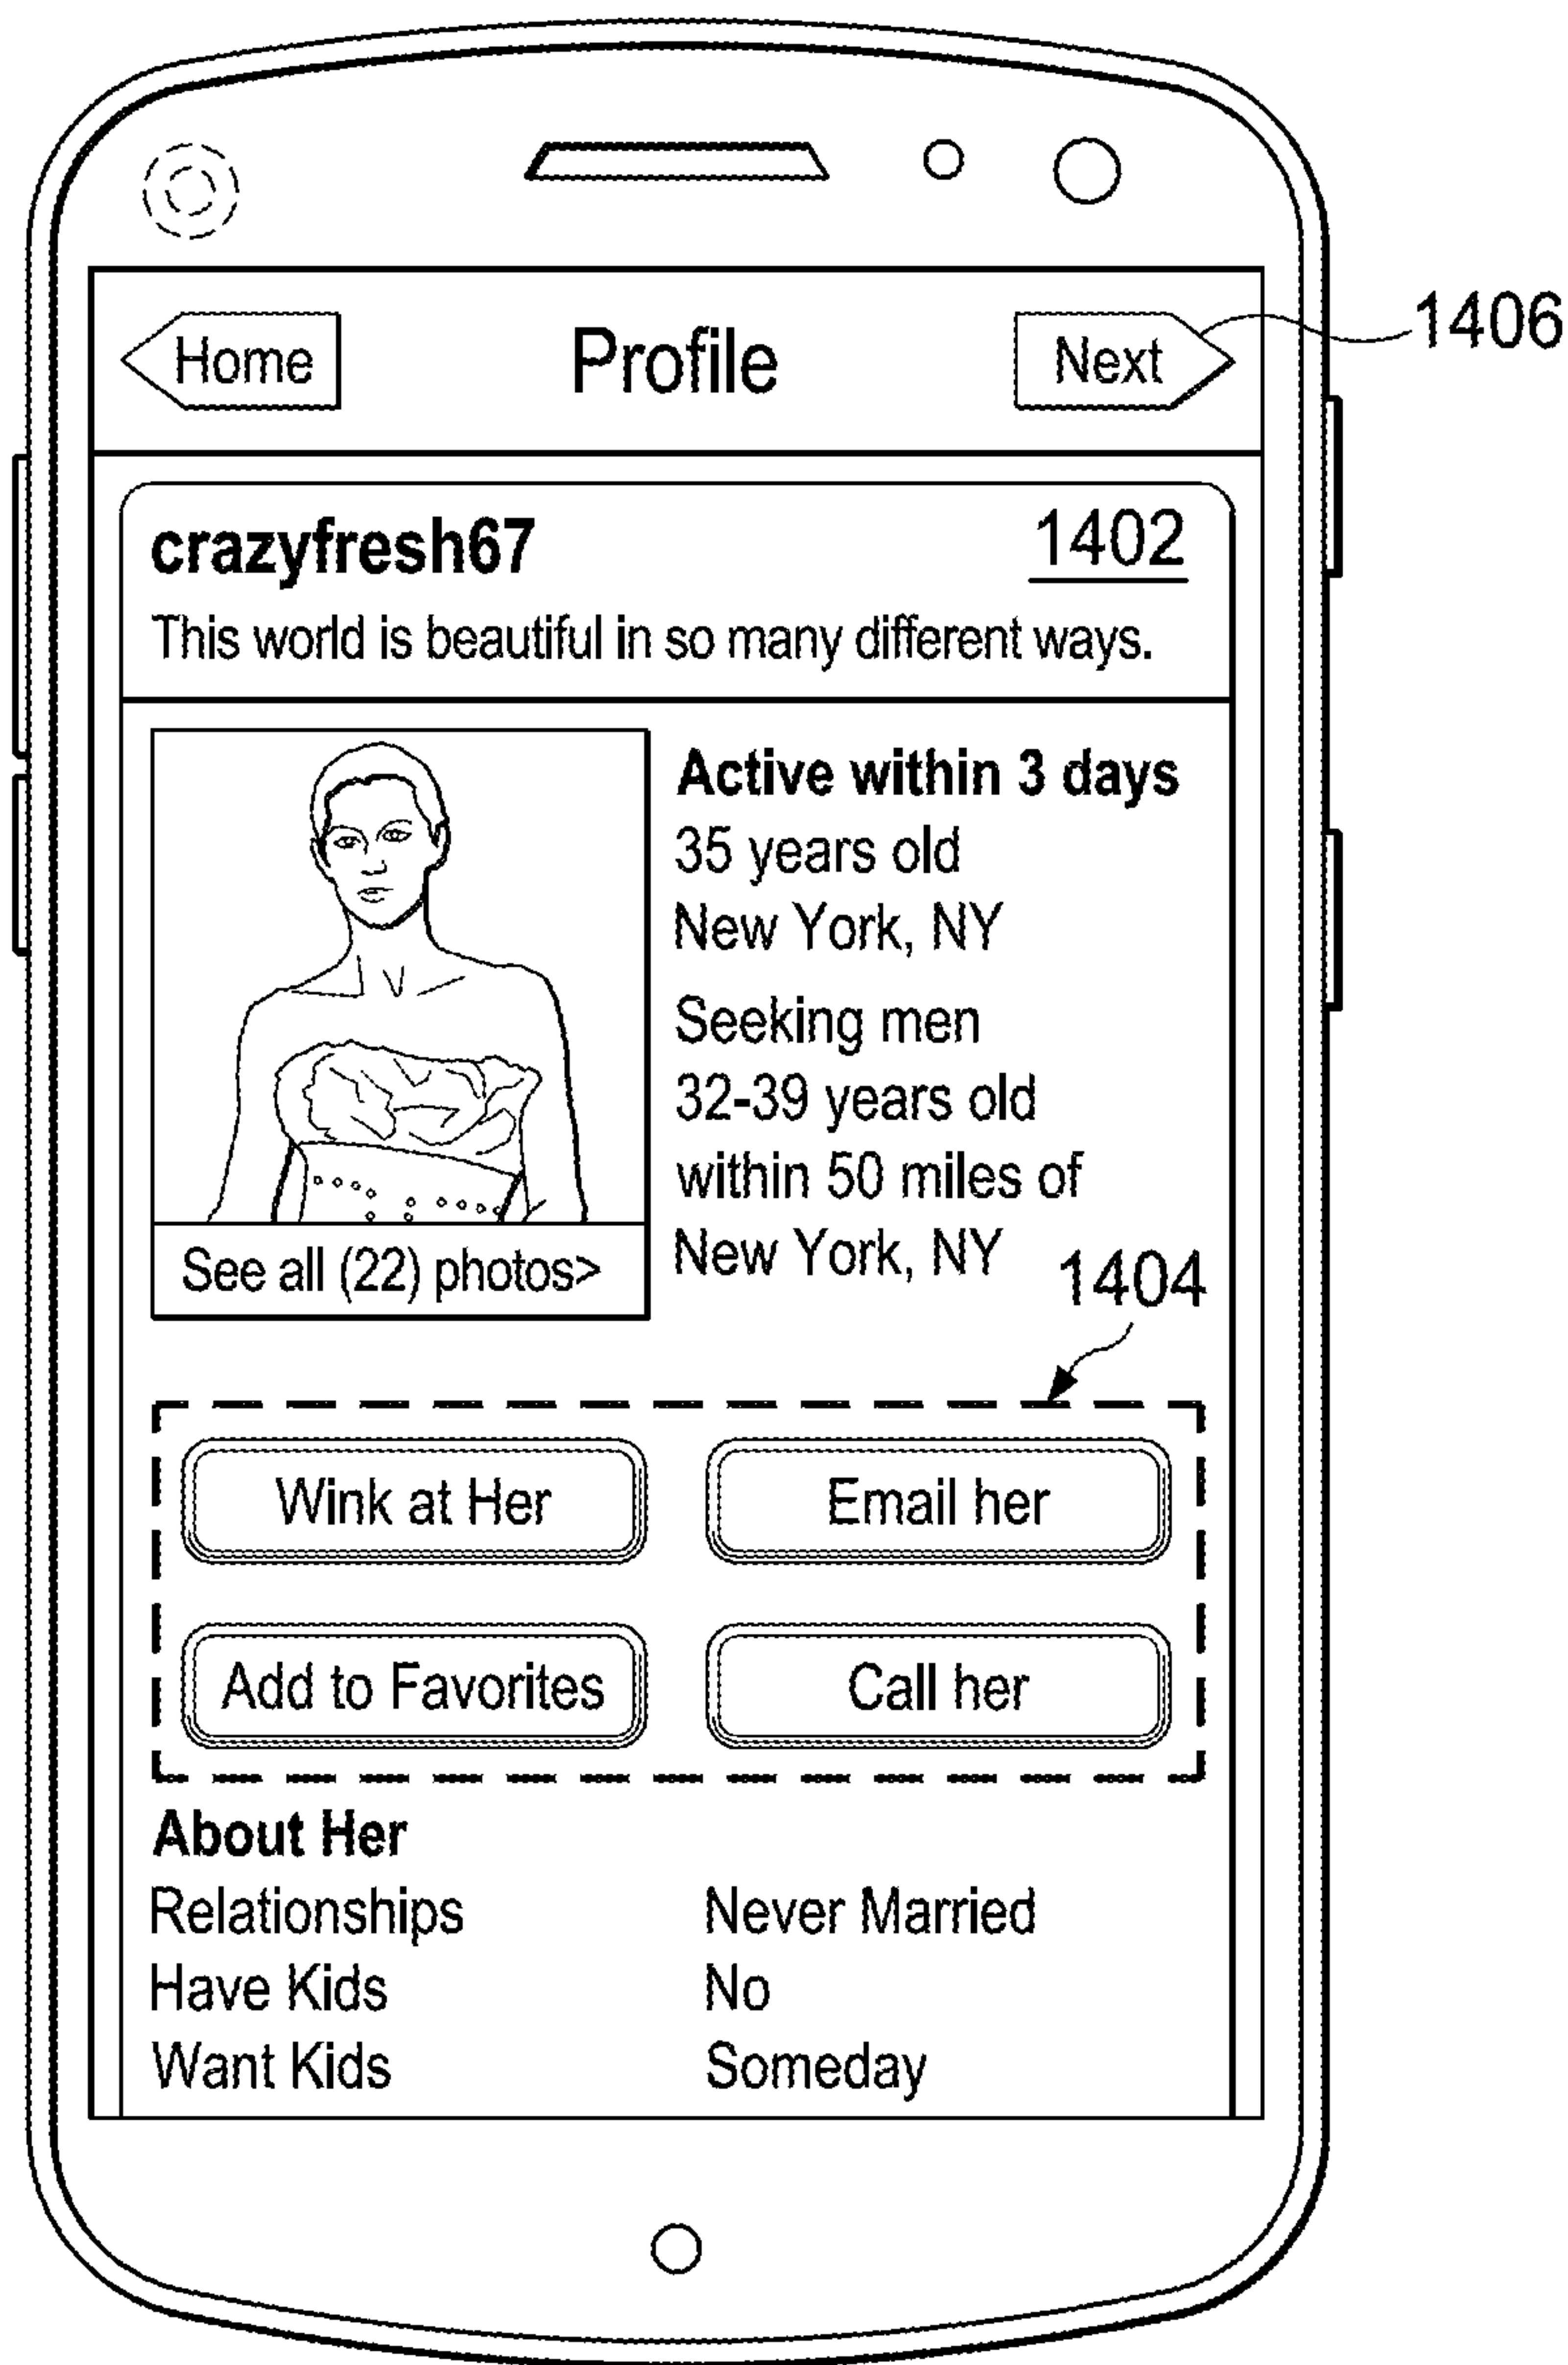 Home Profile Next 1406
crazyfresh67 1402
This world is beautiful in so many different ways.
Active within 3 days
35 years old
New York, NY
Seeking men
32-39 years old
within 50 miles of
New York, NY
See all (22) photos>
1404
Wink at Her Email her
Add to Favorites Call her
About Her
Relationships Never Married
Have Kids No
Want Kids Someday